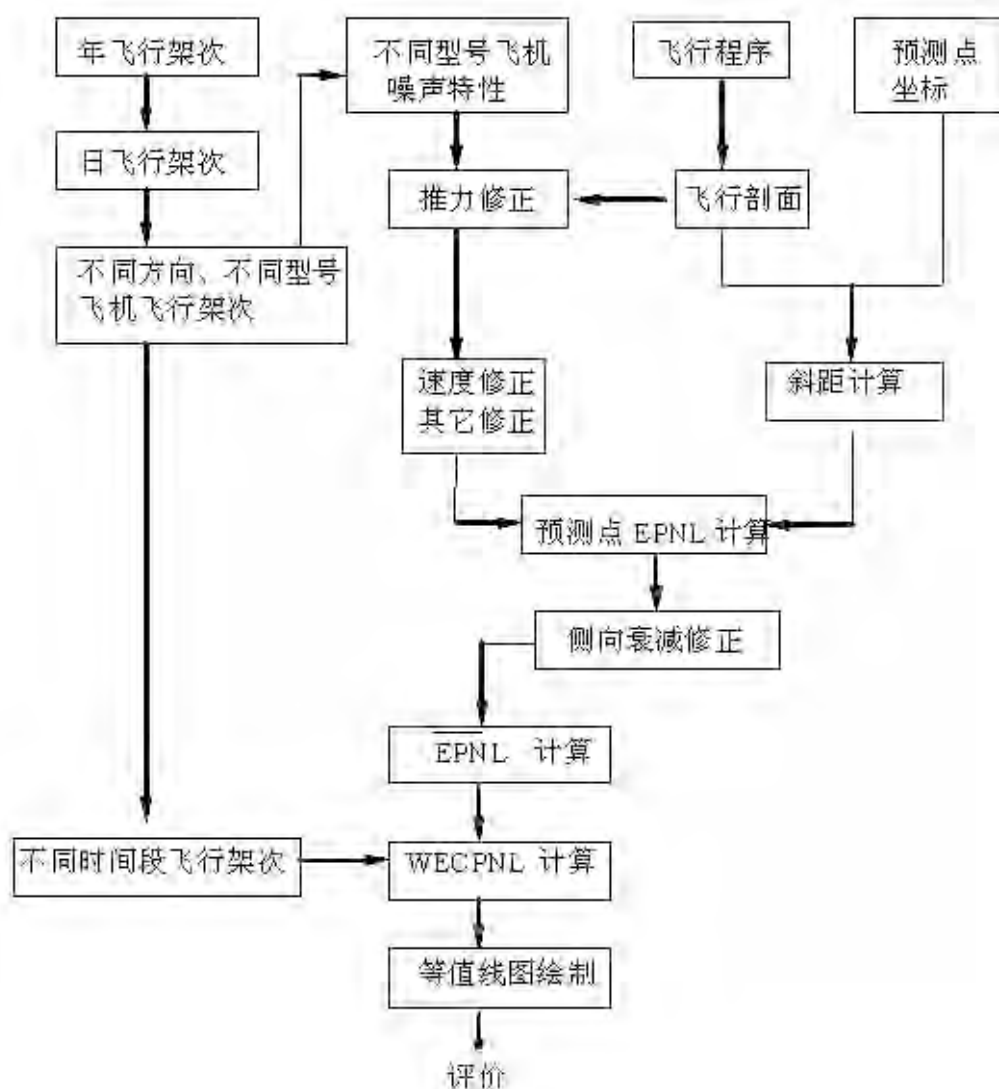 年飞行架次
不同型号飞机
噪声特性
飞行程序
预测点
坐标
日飞行架次
推力修正
飞行剖面
不同方向、不同型号
飞机飞行架次
速度修正
其它修正
斜距计算
预测点 EPNL 计算
侧向衰减修正
EPNL 计算
不同时间段飞行架次
WECPNL 计算
等值线图绘制
评价